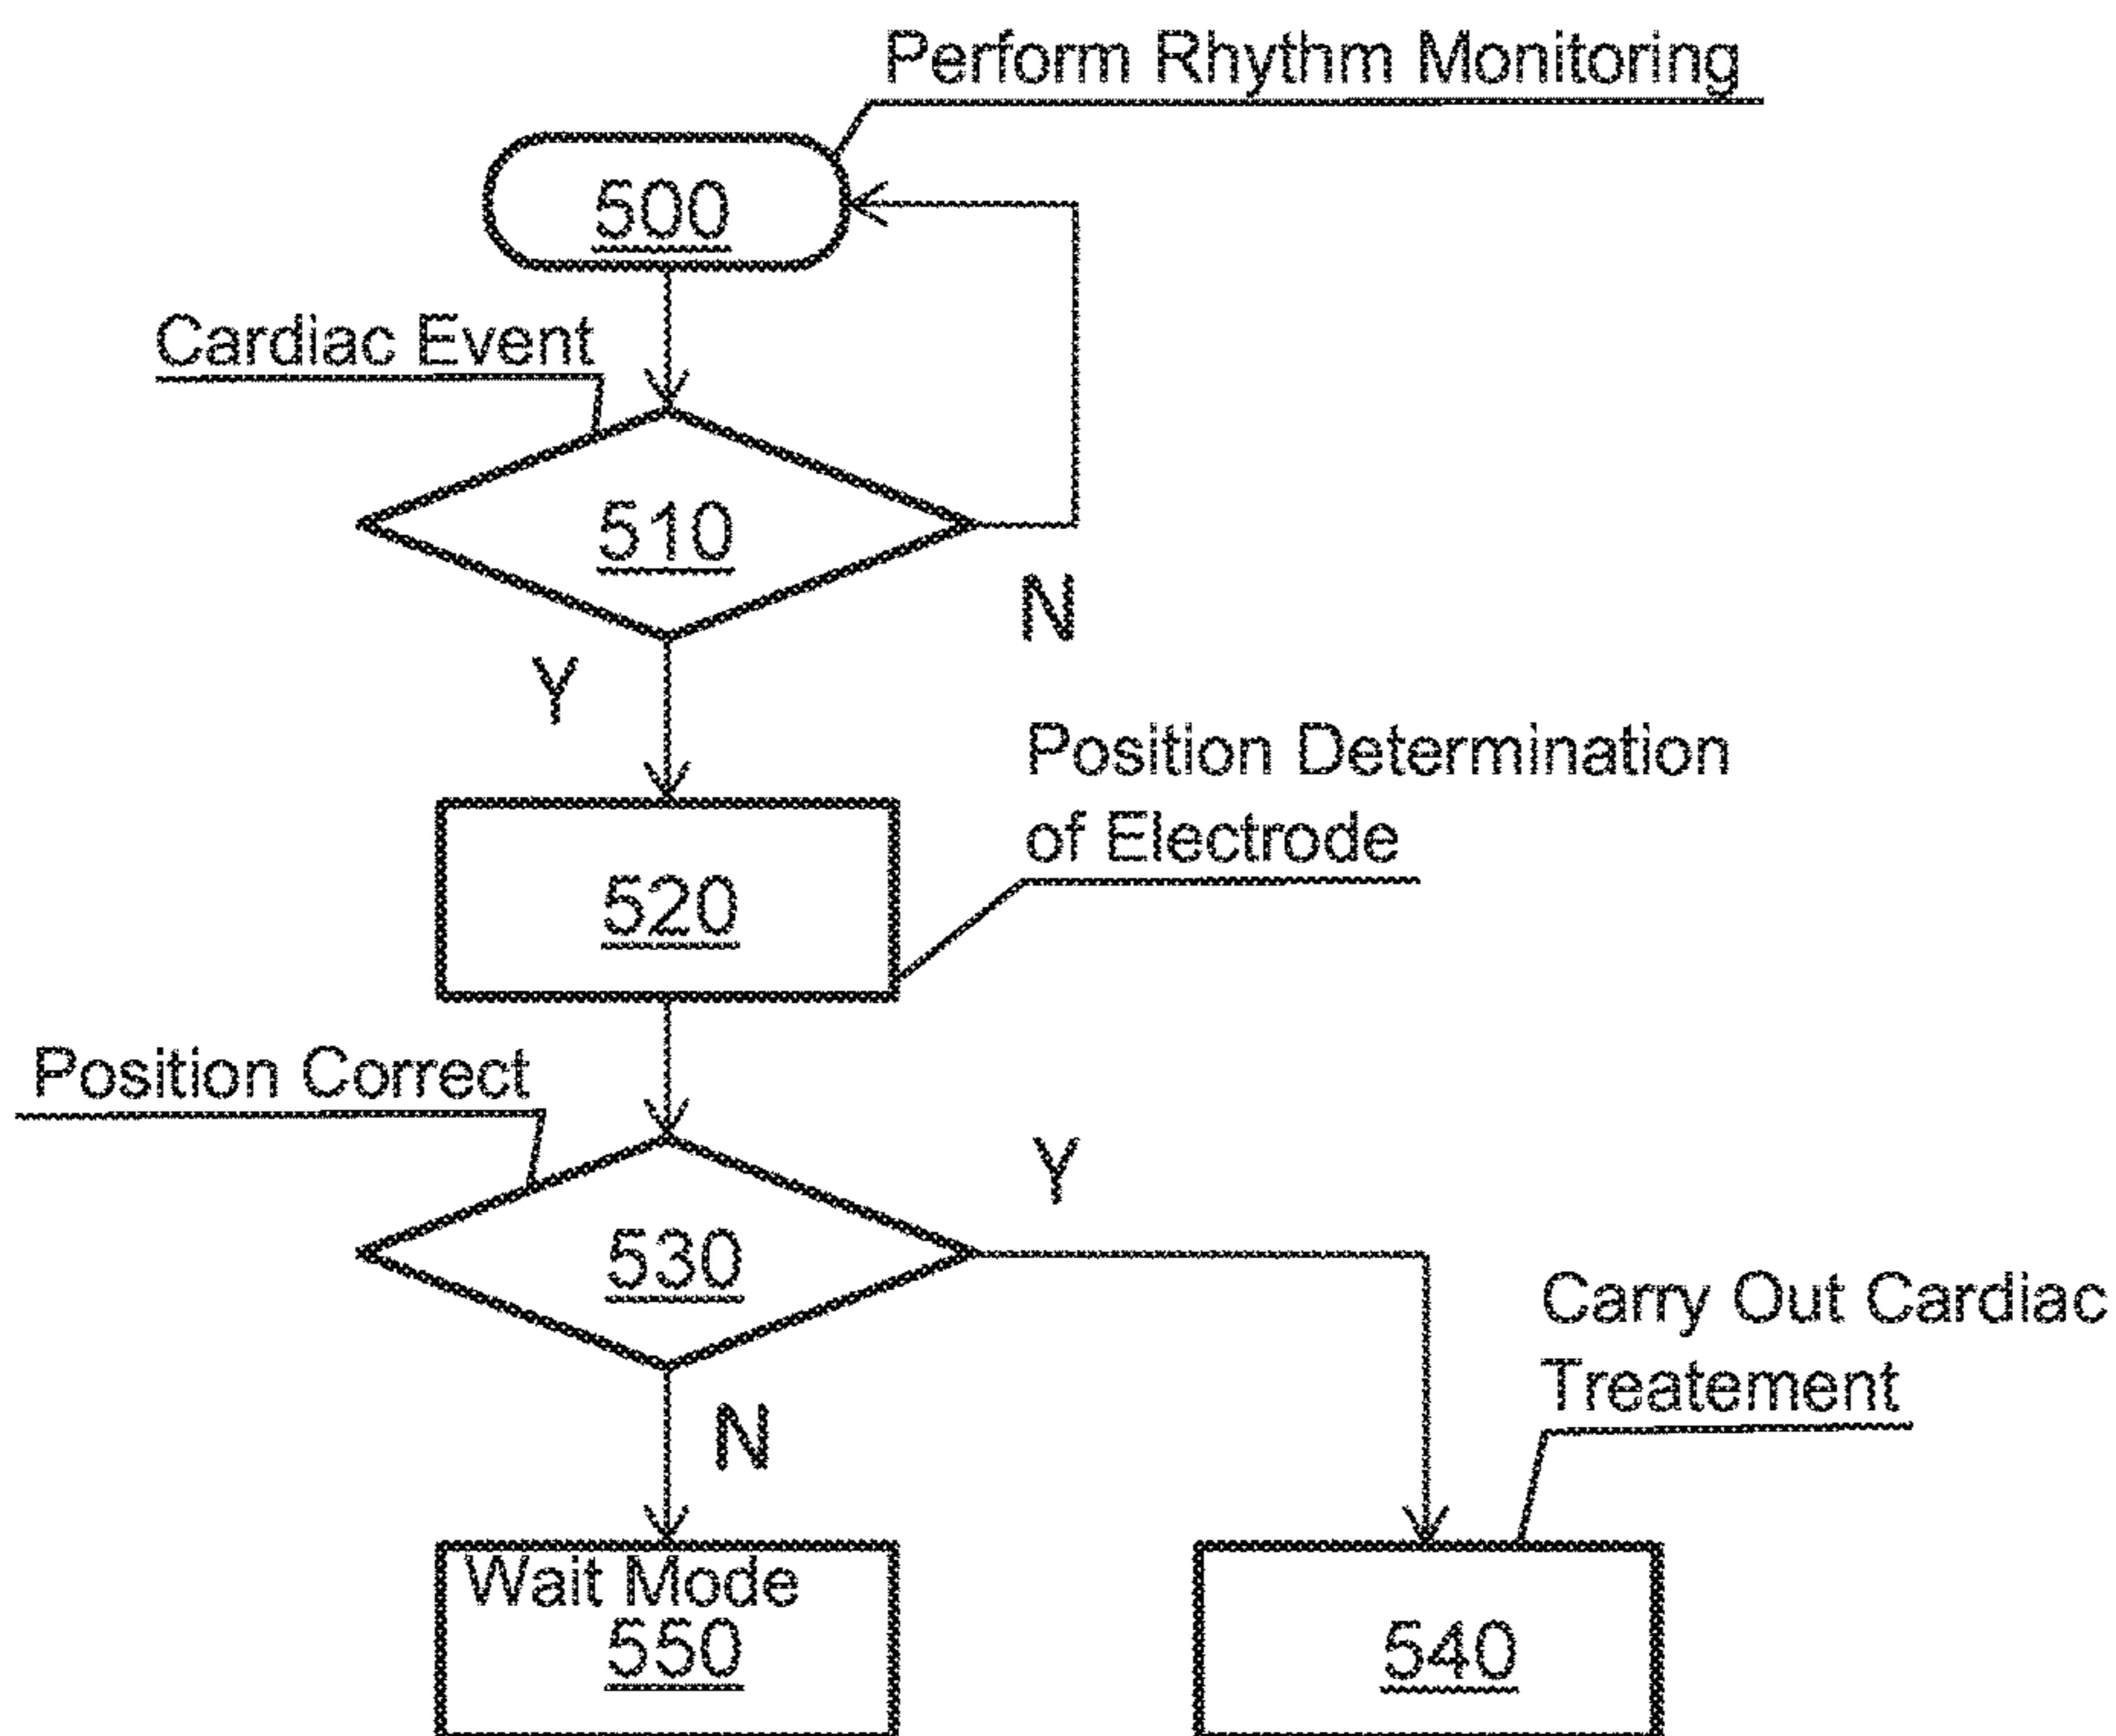 Perform Rhythm Monitoring
500
Cardiac Event
510
N
Y
Position Determination
of Electrode
520
Position Correct
Y
530
Carry Out Cardiac
Treatement
N
Wait Mode
550
540